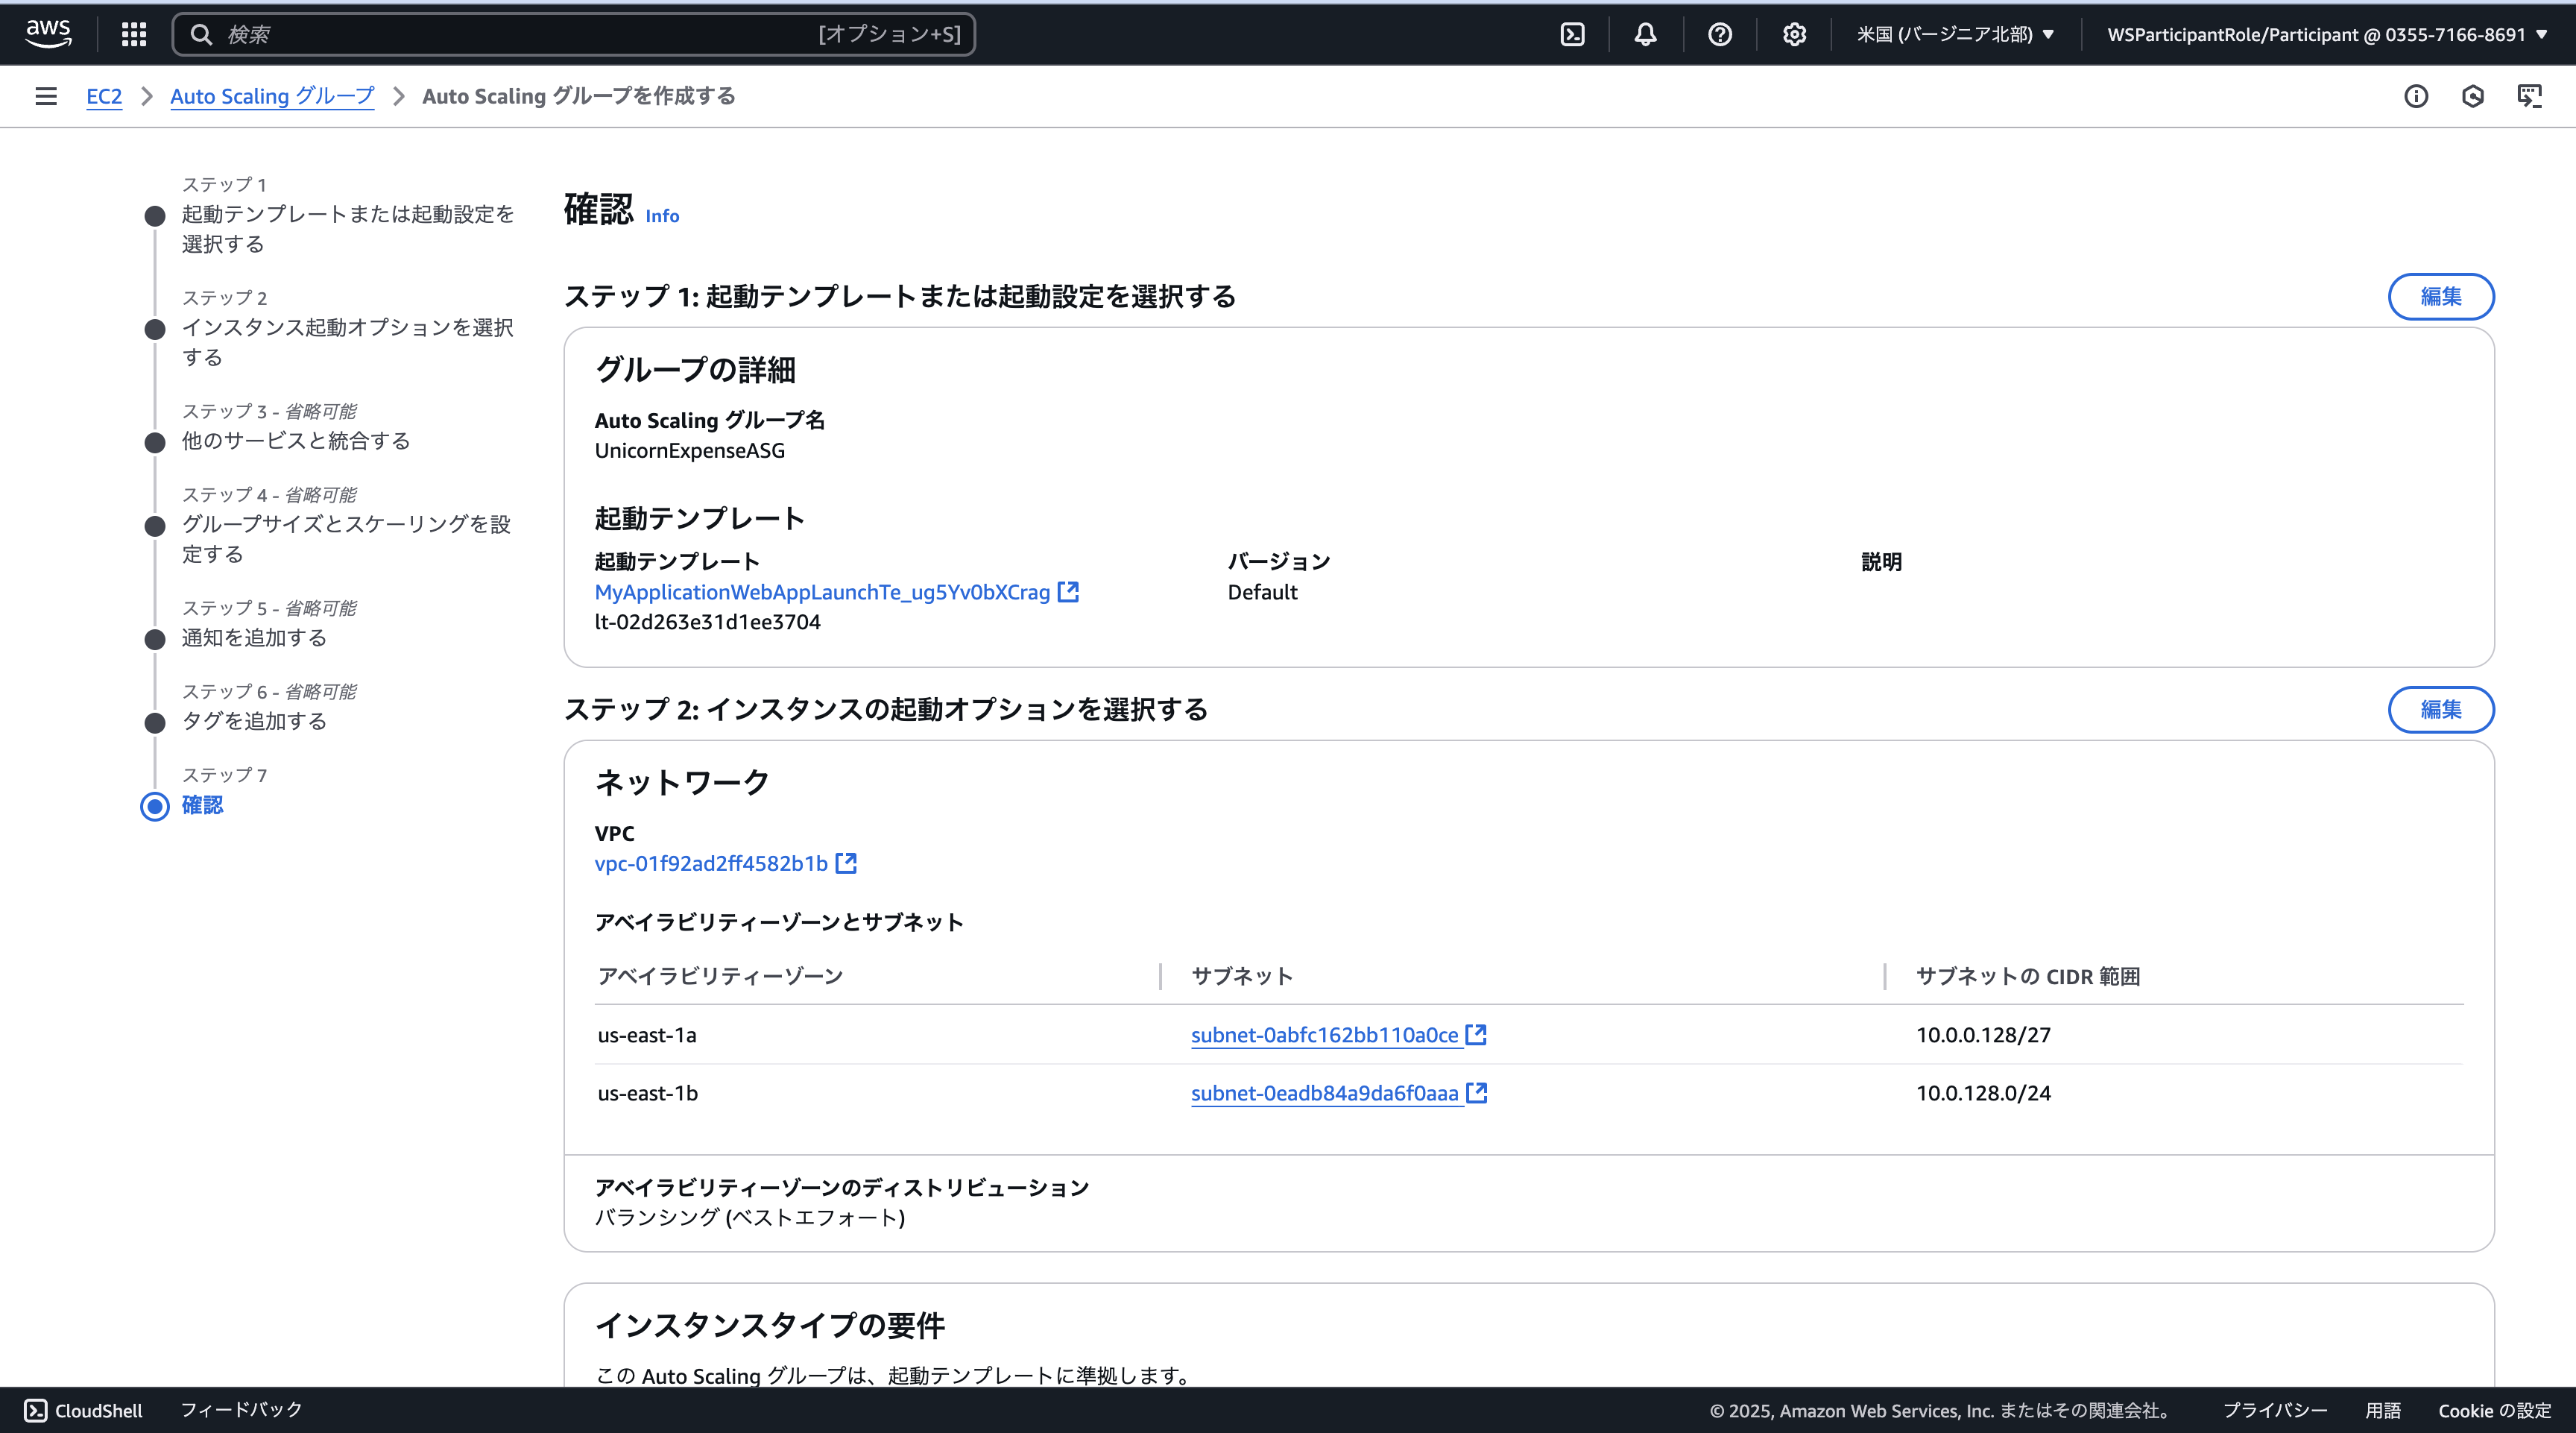 aws
検索
[オプション+S]
米国 (バージニア北部) ▼
WSParticipantRole/Participant @ 0355-7166-8691 ▼
EC2
Auto Scaling グループ
Auto Scaling グループを作成する
ステップ 1
起動テンプレートまたは起動設定を
選択する
ステップ 2
インスタンス起動オプションを選択
する
ステップ 3 - 省略可能
他のサービスと統合する
ステップ 4 - 省略可能
グループサイズとスケーリングを設
定する
ステップ 5 - 省略可能
通知を追加する
ステップ 6 - 省略可能
タグを追加する
ステップ 7
確認
確認 Info
ステップ 1: 起動テンプレートまたは起動設定を選択する
編集
グループの詳細
Auto Scaling グループ名
UnicornExpenseASG
起動テンプレート
起動テンプレート
MyApplicationWebAppLaunchTe_ug5Yv0bXCrag
lt-02d263e31d1ee3704
バージョン
Default
説明
ステップ 2: インスタンスの起動オプションを選択する
編集
ネットワーク
VPC
vpc-01f92ad2ff4582b1b
アベイラビリティーゾーンとサブネット
アベイラビリティーゾーン
サブネット
サブネットの CIDR 範囲
us-east-1a
subnet-0abfc162bb110a0ce
10.0.0.128/27
us-east-1b
subnet-0eadb84a9da6f0aaa
10.0.128.0/24
アベイラビリティーゾーンのディストリビューション
バランシング (ベストエフォート)
インスタンスタイプの要件
この Auto Scaling グループは、起動テンプレートに準拠します。
CloudShell
フィードバック
© 2025, Amazon Web Services, Inc. またはその関連会社。
プライバシー
用語
Cookie の設定